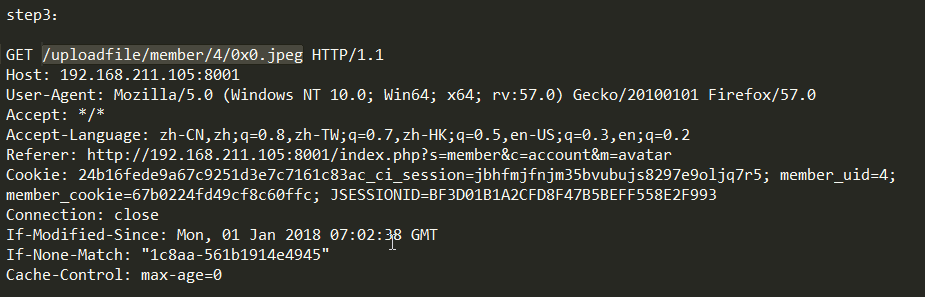 step3:
GET /uploadfile/member/4/0x0.jpeg HTTP/1.1
Host: 192.168.211.105:8001
User-Agent: Mozilla/5.0 (Windows NT 10.0; Win64; x64; rv:57.0) Gecko/20100101 Firefox/57.0
Accept: */*
Accept-Language: zh-CN,zh;q=0.8,zh-TW;q=0.7,zh-HK;q=0.5,en-US;q=0.3,en;q=0.2
Referer: http://192.168.211.105:8001/index.php?s=member&c=account&m=avatar
Cookie: 24b16fede9a67c9251d3e7c7161c83ac_ci_session=jbhfmjfnjm35bvubujs8297e9oljq7r5; member_uid=4;
member_cookie=67b0224fd49cf8c60ffc; JSESSIONID=BF3D01B1A2CFD8F47B5BEFF558E2F993
Connection: close
If-Modified-Since: Mon, 01 Jan 2018 07:02:38 GMT
If-None-Match: "1c8aa-561b1914e4945"
Cache-Control: max-age=0